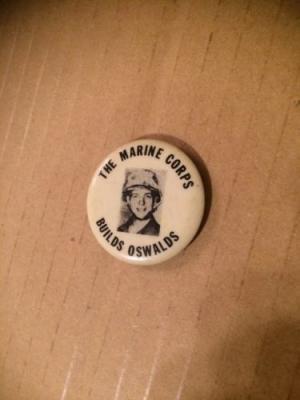 THE MARINE CORPS
BUILDS OSWALDS